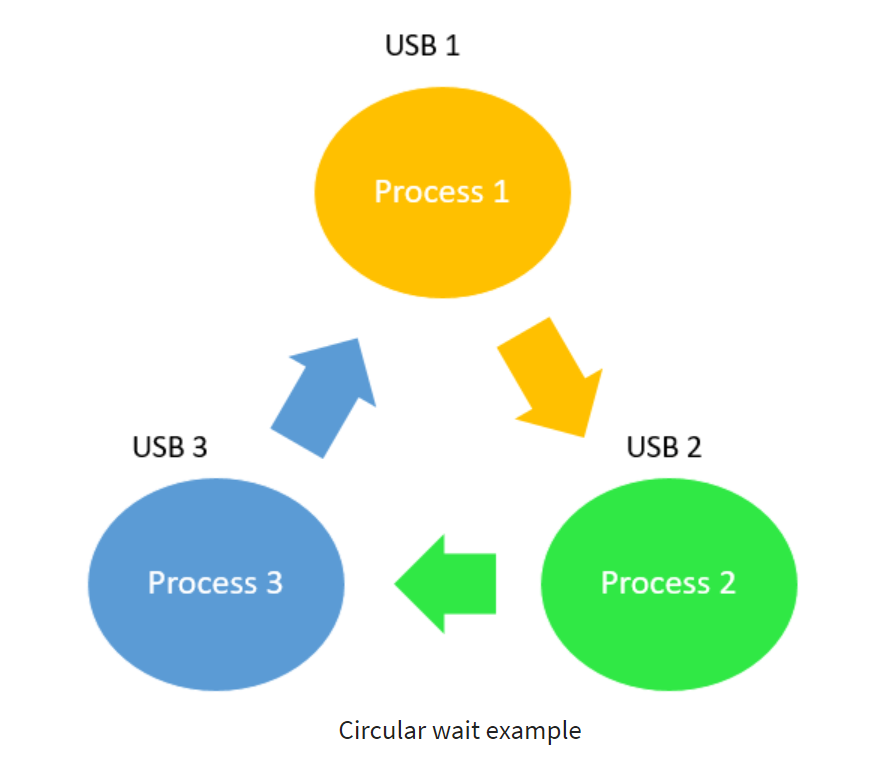 USB 1
Process 1
USB 3
USB 2
Process 3
Process 2
Circular wait example